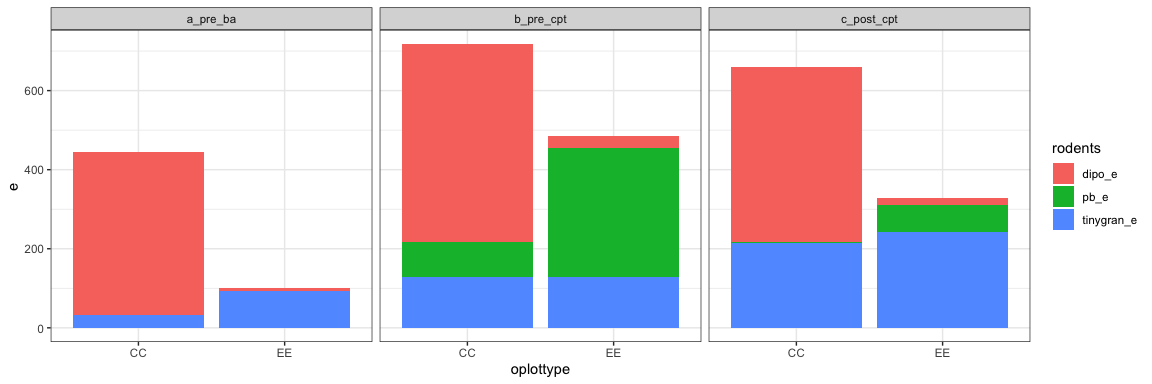 a_pre_ba
b_pre_cpt
c_post_cpt
e
600
400
200
0
CC
EE
CC
EE
CC
EE
oplottype
rodents
dipo_e
pb_e
tinygran_e